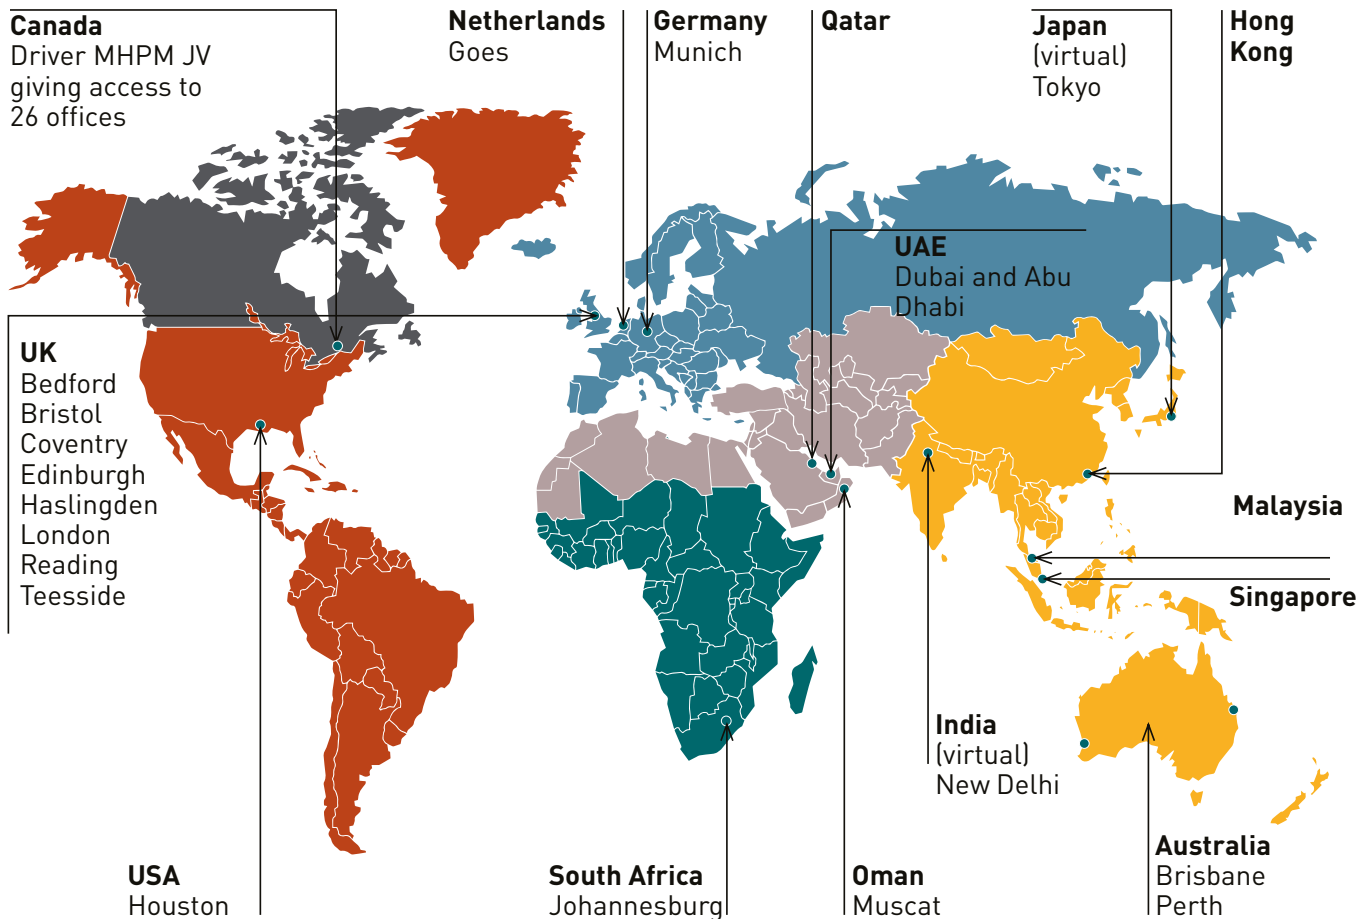 Canada
Driver MHPM JV
giving access to
26 offices
Netherlands
Goes
Germany
Munich
Qatar
Japan
(virtual)
Tokyo
Hong
Kong
UAE
Dubai and Abu
Dhabi
UK
Bedford
Bristol
Coventry
Edinburgh
Haslingden
London
Reading
Teesside
Malaysia
Singapore
India
(virtual)
New Delhi
USA
Houston
South Africa
Johannesburg
Oman
Muscat
Australia
Brisbane
Perth